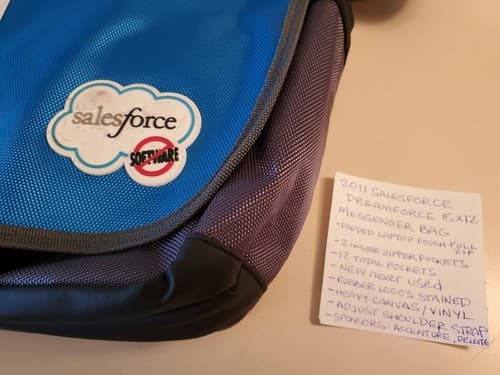 salesforce
SOFTWARE
2011 SALESFORCE
DREAMFORCE 15X12
MESSENGER BAG
- PADDED LAPTOP POUCH FULL
ZIP
- 2 INSIDE ZIPPER POCKETS
- 12 TOTAL POCKETS
- NEW NEVER USED
- RUBBER LOGOS STAINED
- HEAVY CANVAS/VINYL
- ADJUST SHOULDER STRAP
- SPONSORS: ACCENTURE, DELOITTE